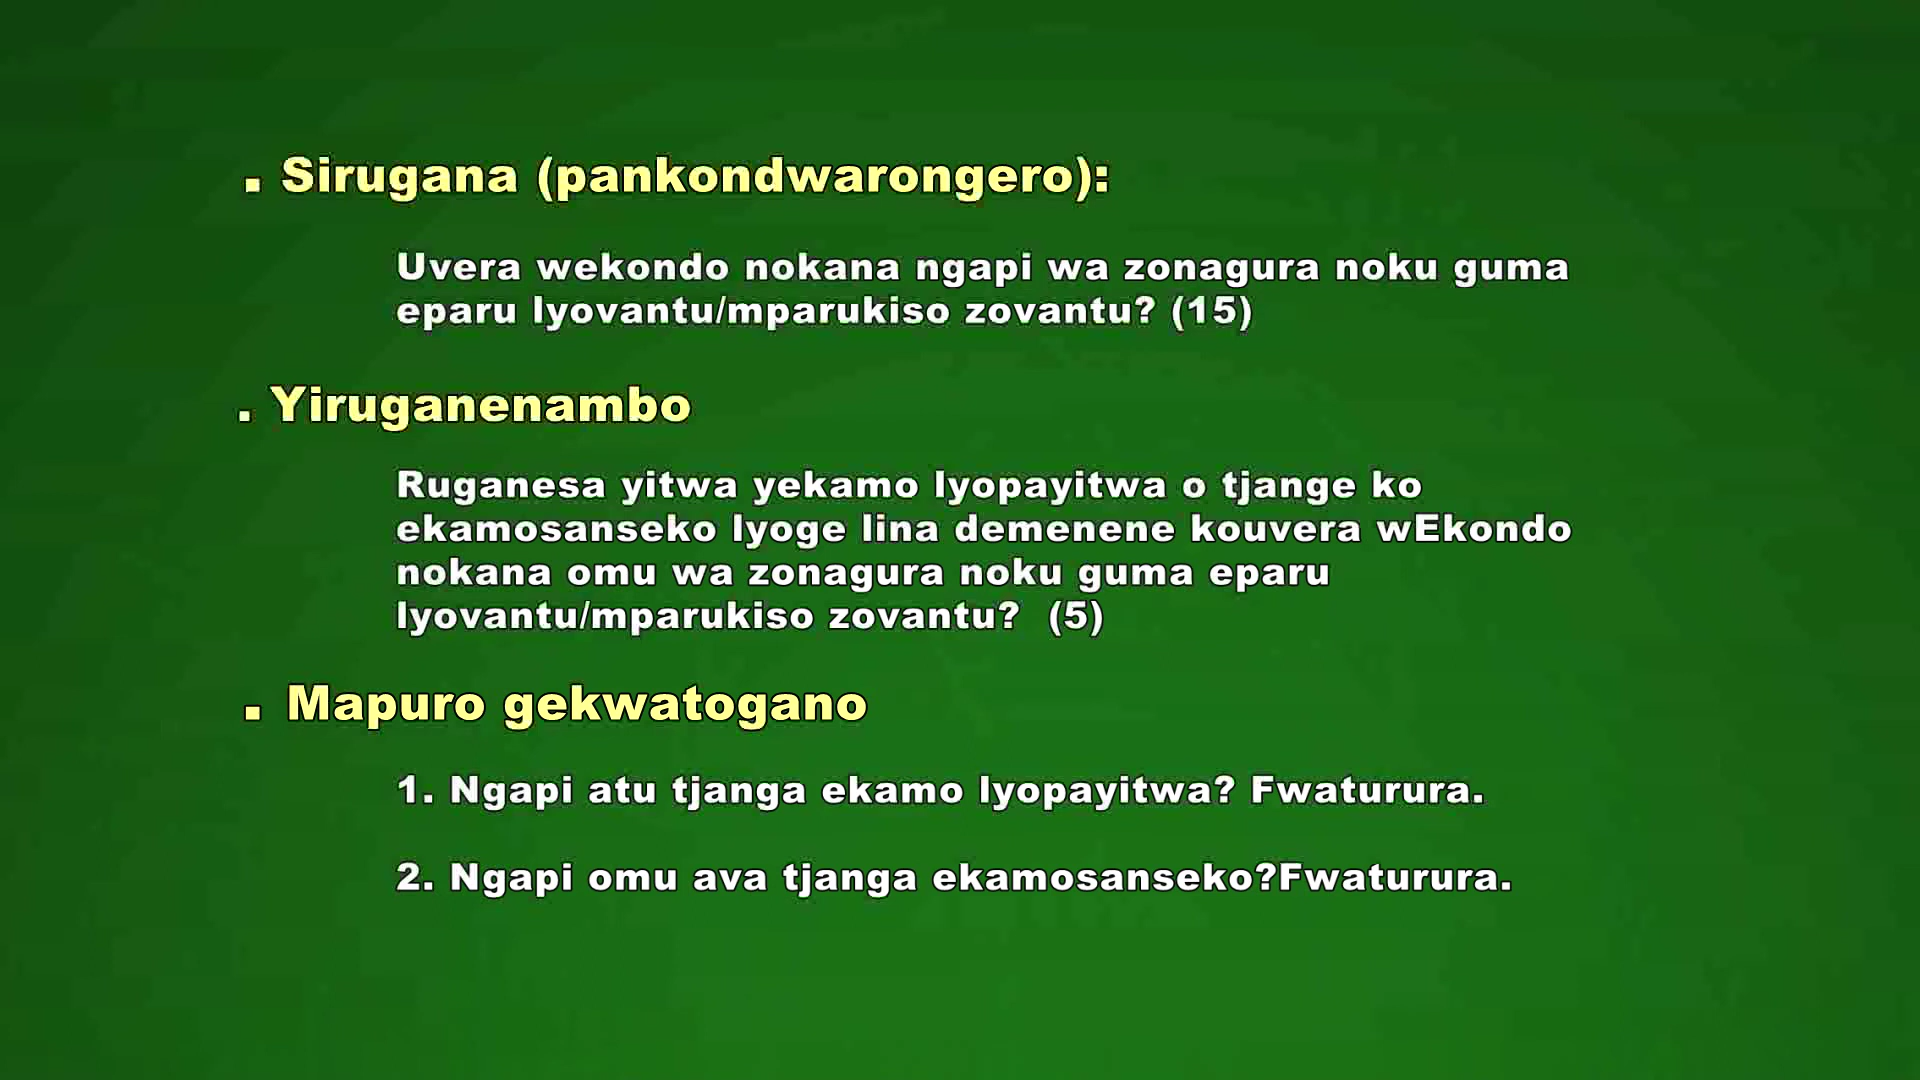 . Sirugana (pankondwarongero):
Uvera wekondo nokana ngapi wa zonagura noku guma
eparu lyovantu/mparukiso zovantu? (15)
. Yiruganenambo
Ruganesa yitwa yekamo lyopayitwa o tjange ko
ekamosanseko lyoge lina demenene kouvera wEkondo
nokana omu wa zonagura noku guma eparu
lyovantu/mparukiso zovantu? (5)
. Mapuro gekwatogano
1. Ngapi atu tjanga ekamo lyopayitwa? Fwaturura.
2. Ngapi omu ava tjanga ekamosanseko?Fwaturura.